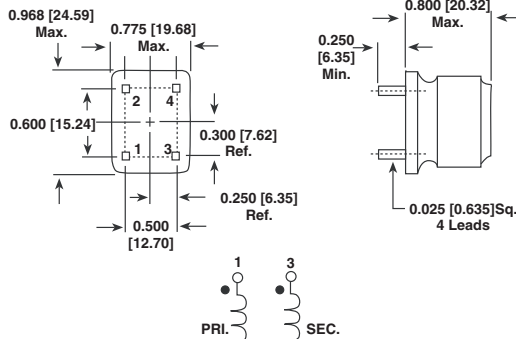 0.968 [24.59]
Max.
0.775 [19.68]
Max.
0.800 [20.32]
Max.
0.250
[6.35]
Min.
2 4
0.600 [15.24]
0.300 [7.62]
Ref.
1 3
0.250 [6.35]
Ref.
0.500
[12.70]
0.025 [0.635]Sq.
4 Leads
1 3
PRI. SEC.